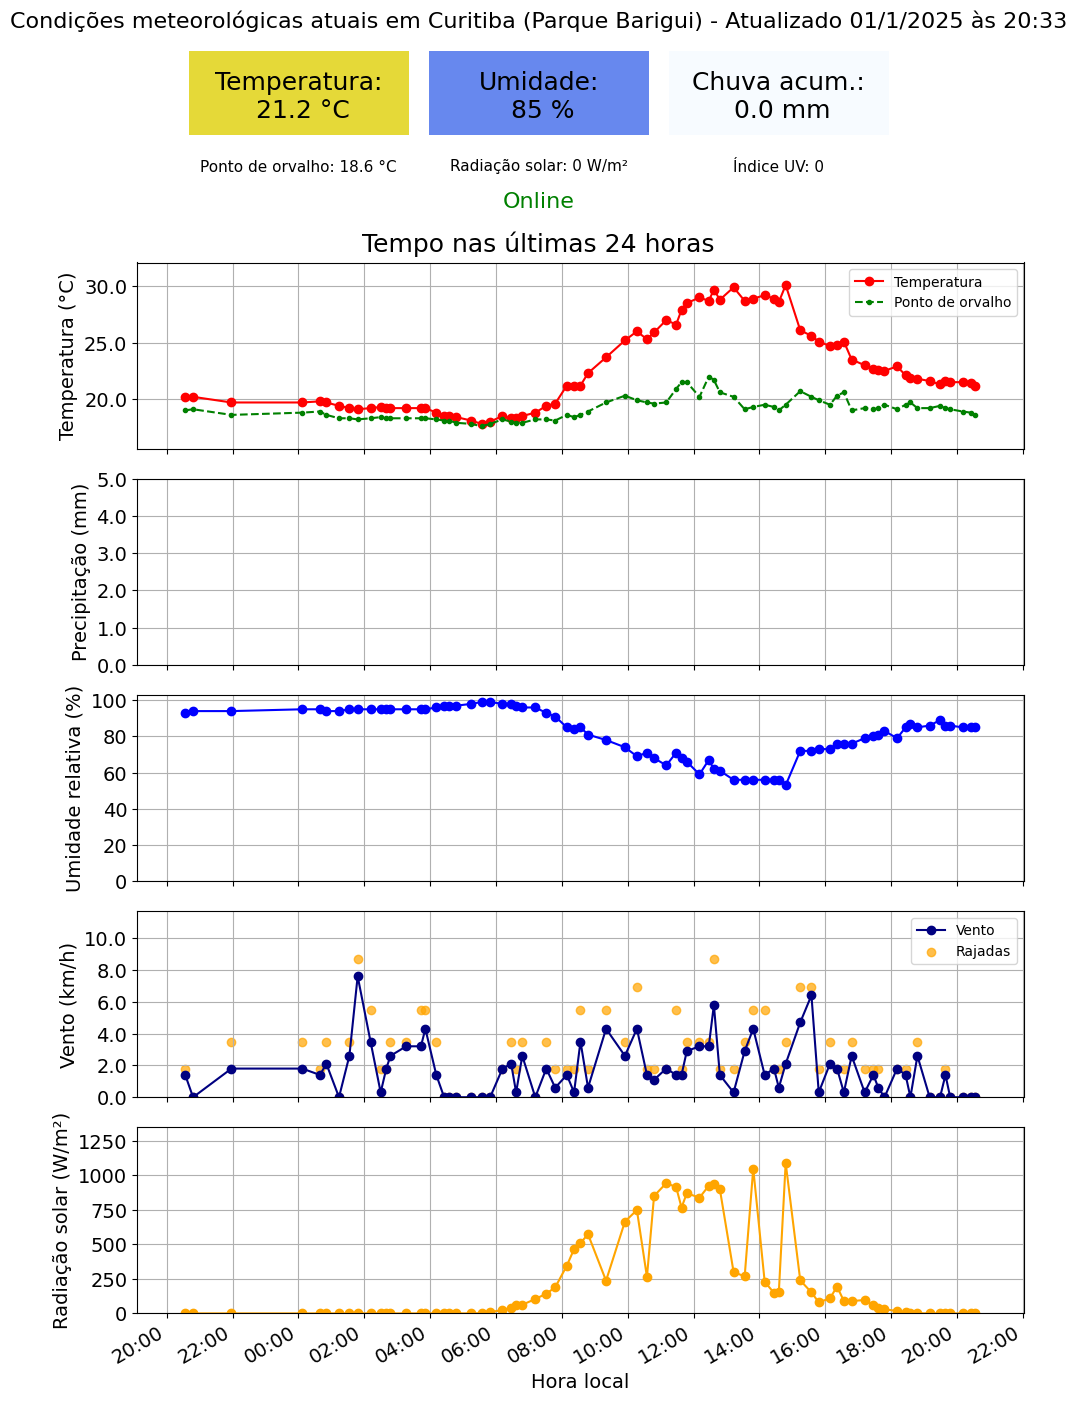 Condições meteorológicas atuais em Curitiba (Parque Barigui) - Atualizado 01/1/2025 às 20:33
Temperatura:
21.2 °C
Umidade:
85 %
Chuva acum.:
0.0 mm
Ponto de orvalho: 18.6 °C
Radiação solar: 0 W/m²
Índice UV: 0
Online
Tempo nas últimas 24 horas
Temperatura (°C)
30.0
25.0
20.0
Temperatura
Ponto de orvalho
Precipitação (mm)
5.0
4.0
3.0
2.0
1.0
0.0
Umidade relativa (%)
100
80
60
40
20
0
Vento (km/h)
10.0
8.0
6.0
4.0
2.0
0.0
Vento
Rajadas
Radiação solar (W/m²)
1250
1000
750
500
250
0
20:00
22:00
00:00
02:00
04:00
06:00
08:00
10:00
12:00
14:00
16:00
18:00
20:00
22:00
Hora local